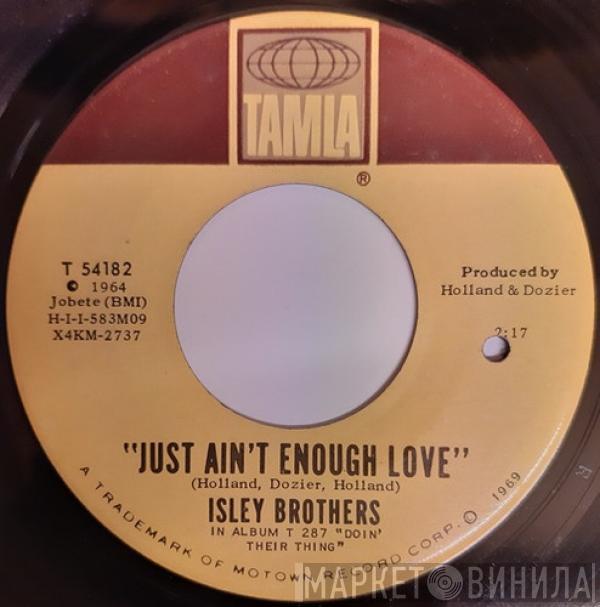 TAMLA
®
T 54182
© 1964
Jobete (BMI)
H-I-I-583M09
X4KM-2737
Produced by
Holland & Dozier
2:17
"JUST AIN'T ENOUGH LOVE"
(Holland, Dozier, Holland)
ISLEY BROTHERS
IN ALBUM T 287 "DOIN'
THEIR THING"
A TRADEMARK OF MOTOWN RECORD CORP. © 1969
МАРКЕТ ВИНИЛА